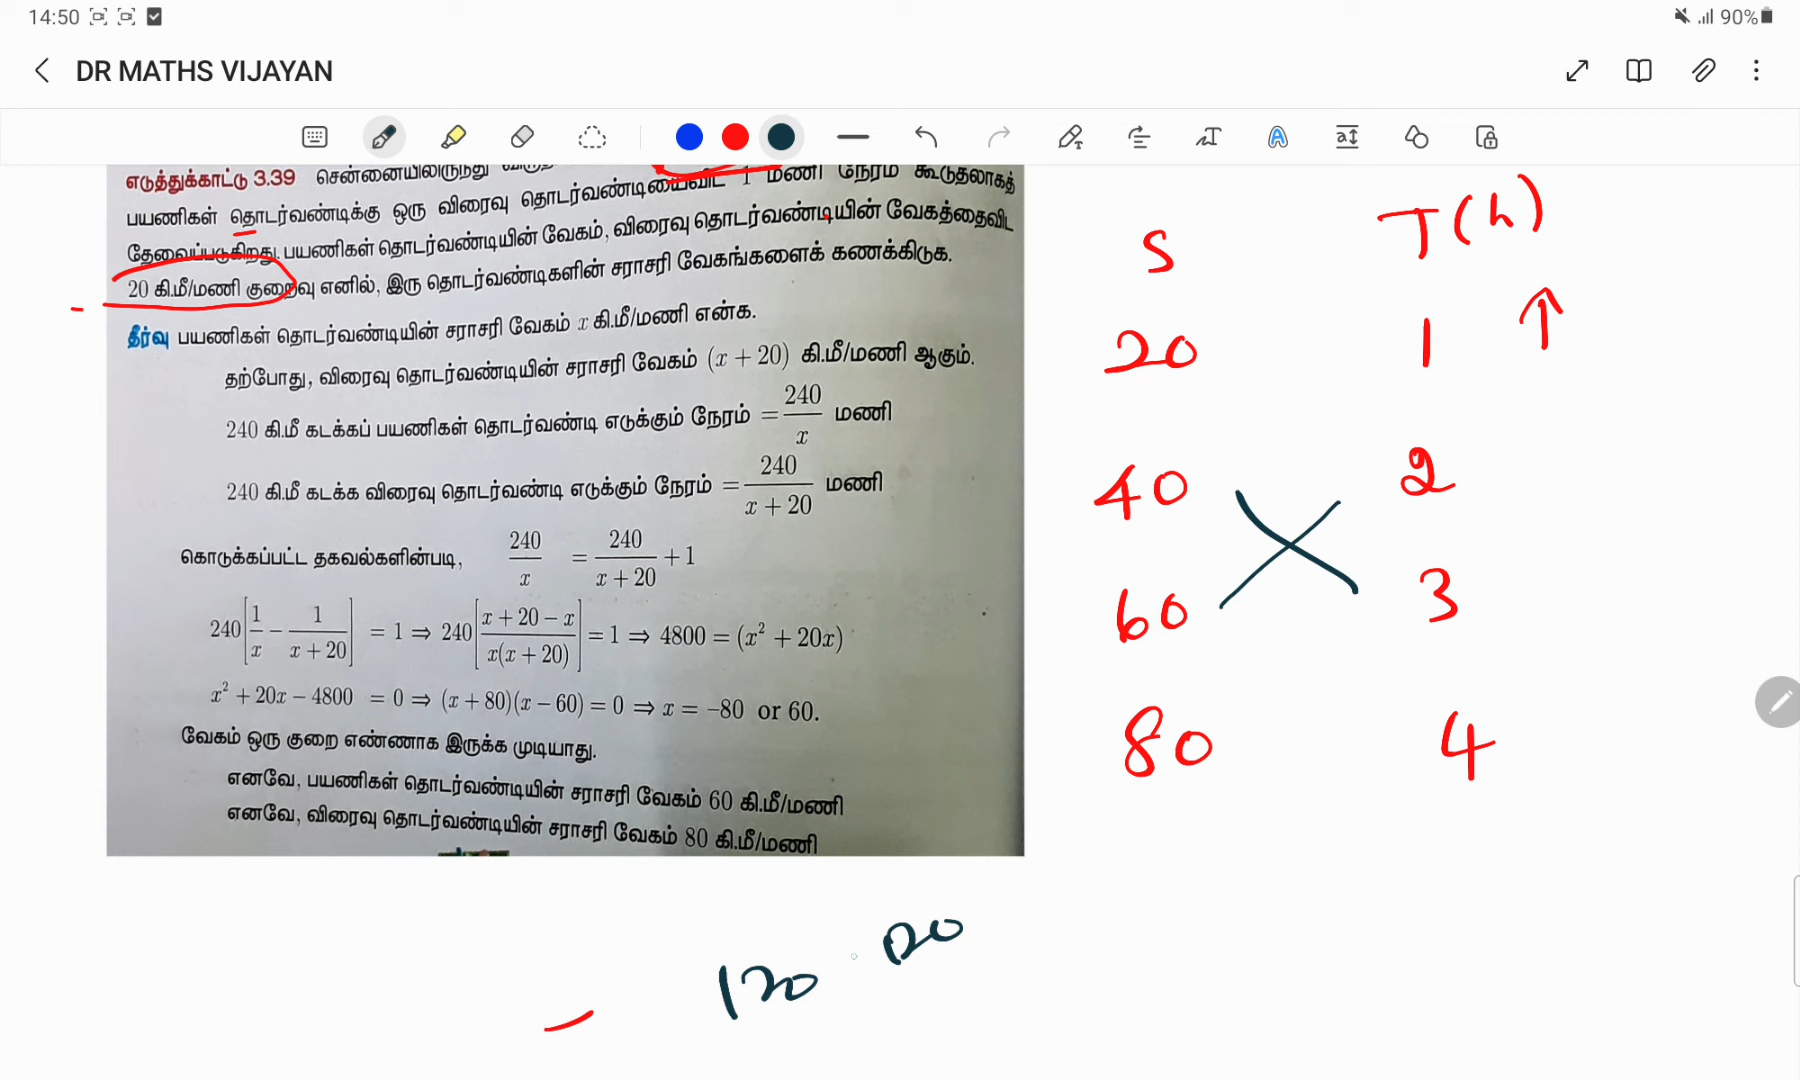 14:50
90%
DR MATHS VIJAYAN
எடுத்துக்காட்டு 3.39 சென்னையிலிருந்து
பயணிகள் தொடர்வண்டிக்கு ஒரு விரைவு தொடர்வண்டியைவிட 1 மணி நேரம் கூடுதலாகத்
தேவைப்படுகிறது. பயணிகள் தொடர்வண்டியின் வேகம், விரைவு தொடர்வண்டியின் வேகத்தைவிட
20 கி.மீ/மணி குறைவு எனில், இரு தொடர்வண்டிகளின் சராசரி வேகங்களைக் கணக்கிடுக.
தீர்வு பயணிகள் தொடர்வண்டியின் சராசரி வேகம் x கி.மீ/மணி என்க.
தற்போது, விரைவு தொடர்வண்டியின் சராசரி வேகம் (x + 20) கி.மீ/மணி ஆகும்.
240 கி.மீ கடக்கப் பயணிகள் தொடர்வண்டி எடுக்கும் நேரம் = 240/x மணி
240 கி.மீ கடக்க விரைவு தொடர்வண்டி எடுக்கும் நேரம் = 240/(x + 20) மணி
கொடுக்கப்பட்ட தகவல்களின்படி, 240/x = 240/(x + 20) + 1
240[1/x − 1/(x + 20)] = 1 ⇒ 240[(x + 20 − x)/(x(x + 20))] = 1 ⇒ 4800 = (x² + 20x)
x² + 20x − 4800 = 0 ⇒ (x + 80)(x − 60) = 0 ⇒ x = −80 or 60.
வேகம் ஒரு குறை எண்ணாக இருக்க முடியாது.
எனவே, பயணிகள் தொடர்வண்டியின் சராசரி வேகம் 60 கி.மீ/மணி
எனவே, விரைவு தொடர்வண்டியின் சராசரி வேகம் 80 கி.மீ/மணி
S T(h)
20 1 ↑
40 2
60 3
80 4
120 120